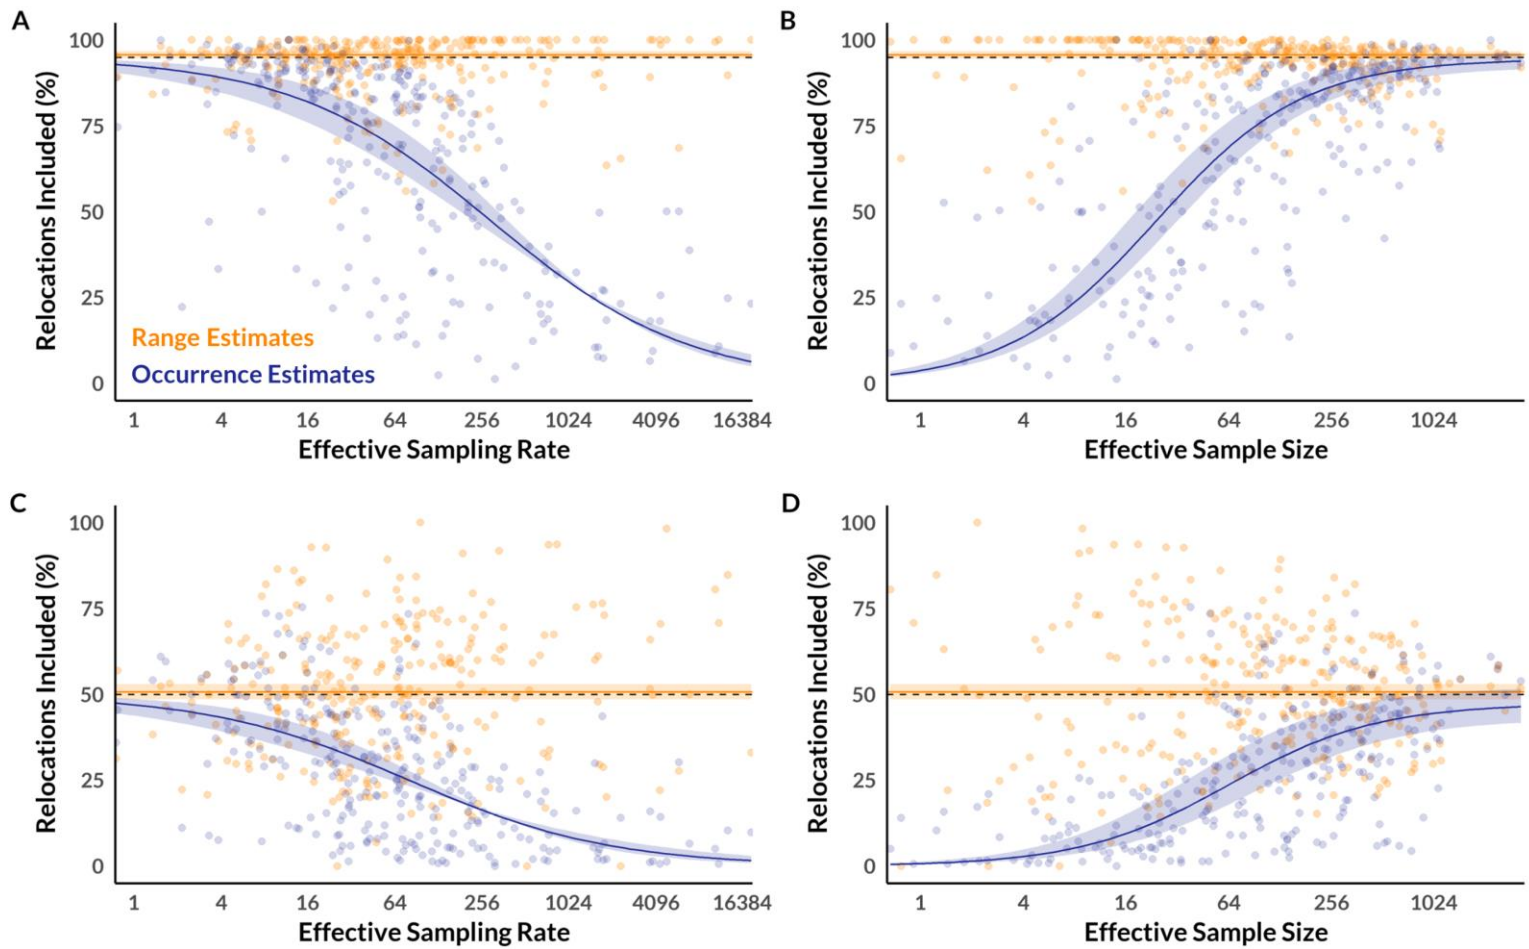 A
100
75
50
25
0
Relocations Included (%)
Range Estimates
Occurrence Estimates
1 4 16 64 256 1024 4096 16384
Effective Sampling Rate
B
100
75
50
25
0
Relocations Included (%)
1 4 16 64 256 1024
Effective Sample Size
C
100
75
50
25
0
Relocations Included (%)
1 4 16 64 256 1024 4096 16384
Effective Sampling Rate
D
100
75
50
25
0
Relocations Included (%)
1 4 16 64 256 1024
Effective Sample Size